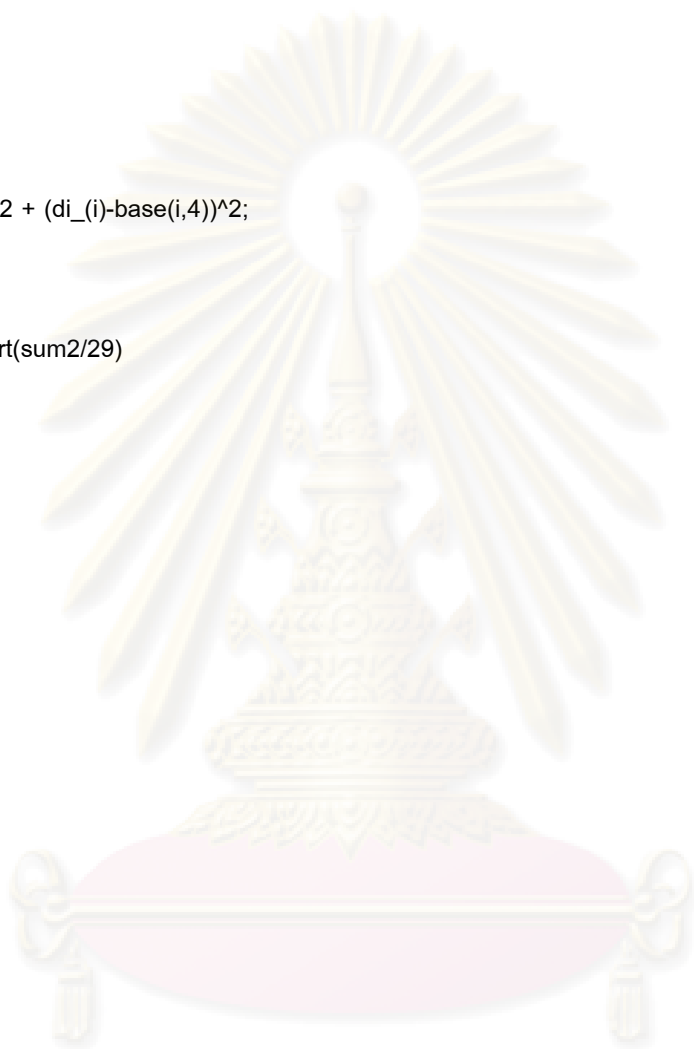 2 + (di_(i)-base(i,4))^2;
rt(sum2/29)